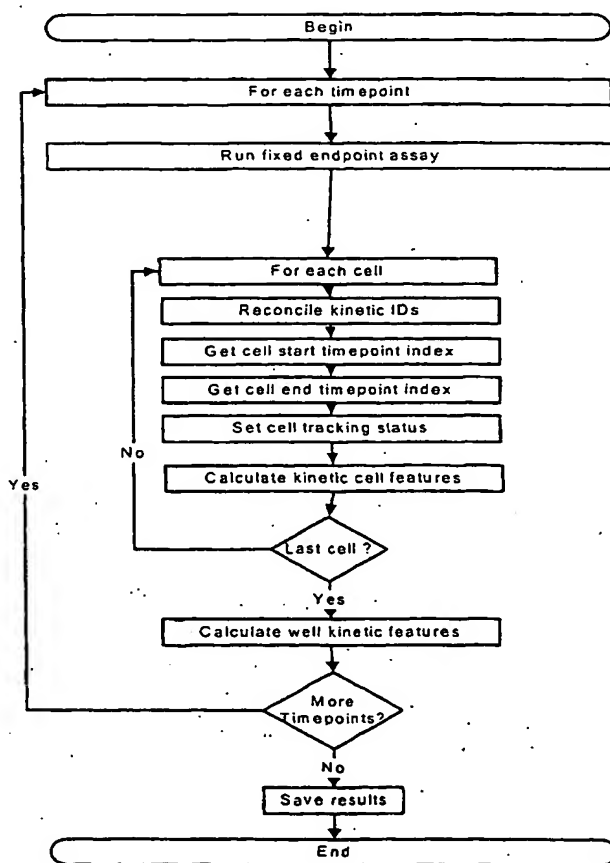 Begin
For each timepoint
Run fixed endpoint assay
For each cell
Reconcile kinetic IDs
Get cell start timepoint index
Get cell end timepoint index
Set cell tracking status
No
Yes
Calculate kinetic cell features
Last cell ?
Yes
Calculate well kinetic features
More
Timepoints?
No
Save results
End